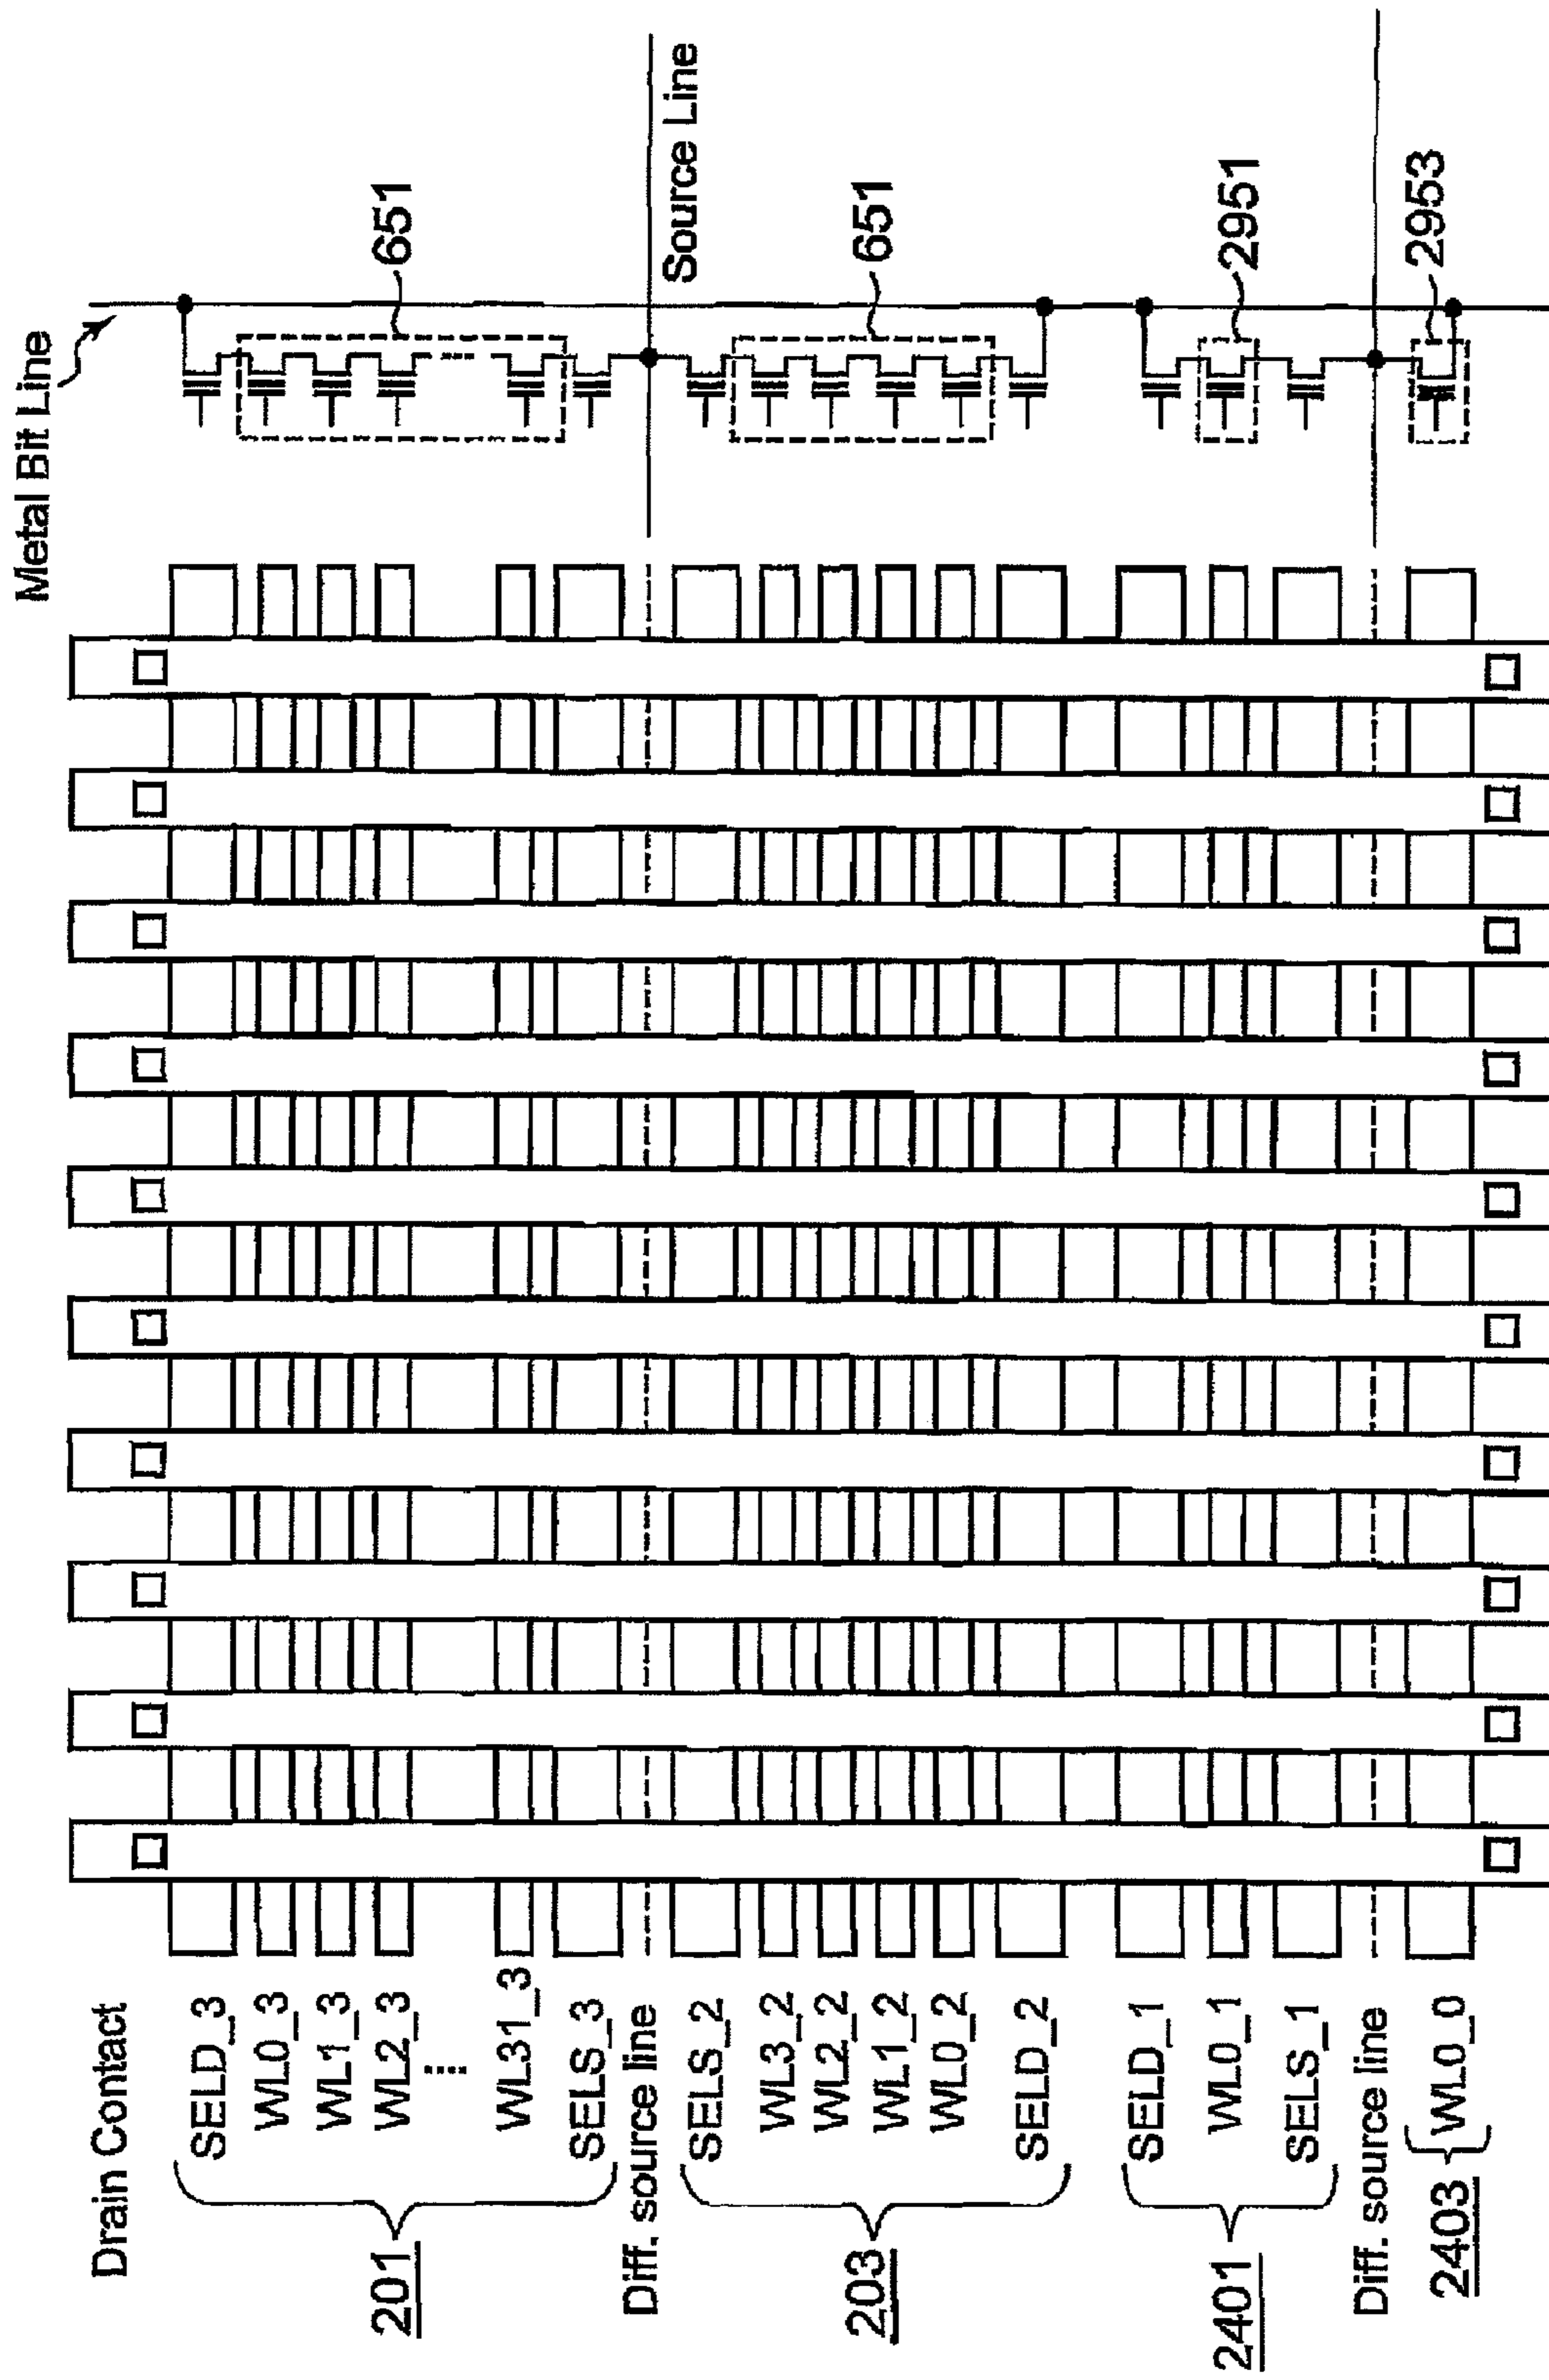 Metal Bit Line
651
Source Line
651
2951
2953
Drain Contact
SELD_3
WL0_3
WL1_3
WL2_3
....
WL31_3
SELS_3
201
Diff. source line
SELS_2
WL3_2
WL2_2
WL1_2
WL0_2
SELD_2
203
SELD_1
WL0_1
SELS_1
2401
Diff. source line
WL0_0
2403